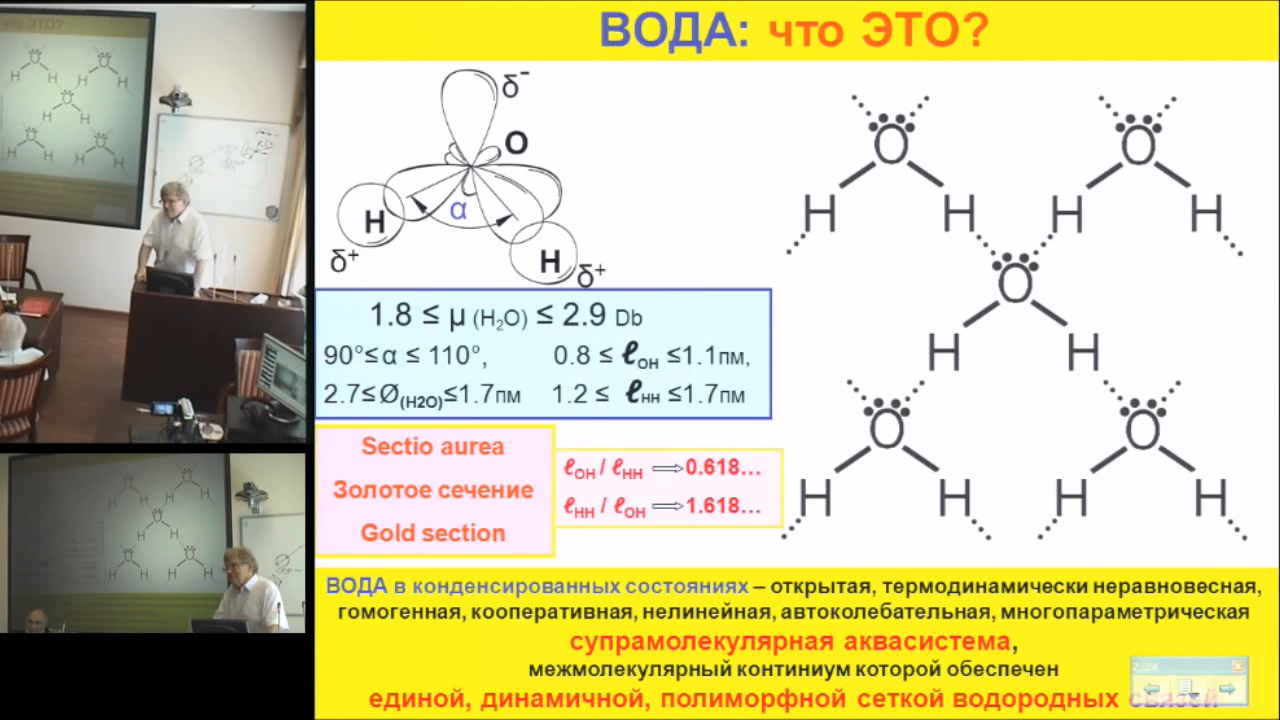 ВОДА: что ЭТО?
δ-
O
α
H
H
δ+
δ+
1.8 ≤ μ (H2O) ≤ 2.9 Db
90°≤ α ≤ 110°, 0.8 ≤ ℓOH ≤1.1пм,
2.7≤Ø(H2O)≤1.7пм 1.2 ≤ ℓHH ≤1.7пм
Sectio aurea
Золотое сечение
Gold section
ℓOH / ℓHH ⟹ 0.618...
ℓHH / ℓOH ⟹ 1.618...
O O
H H H H
O
H H
O O
H H H H
ВОДА в конденсированных состояниях – открытая, термодинамически неравновесная,
гомогенная, кооперативная, нелинейная, автоколебательная, многопараметрическая
супрамолекулярная аквасистема,
межмолекулярный континиум которой обеспечен
единой, динамичной, полиморфной сеткой водородных связей
2/24